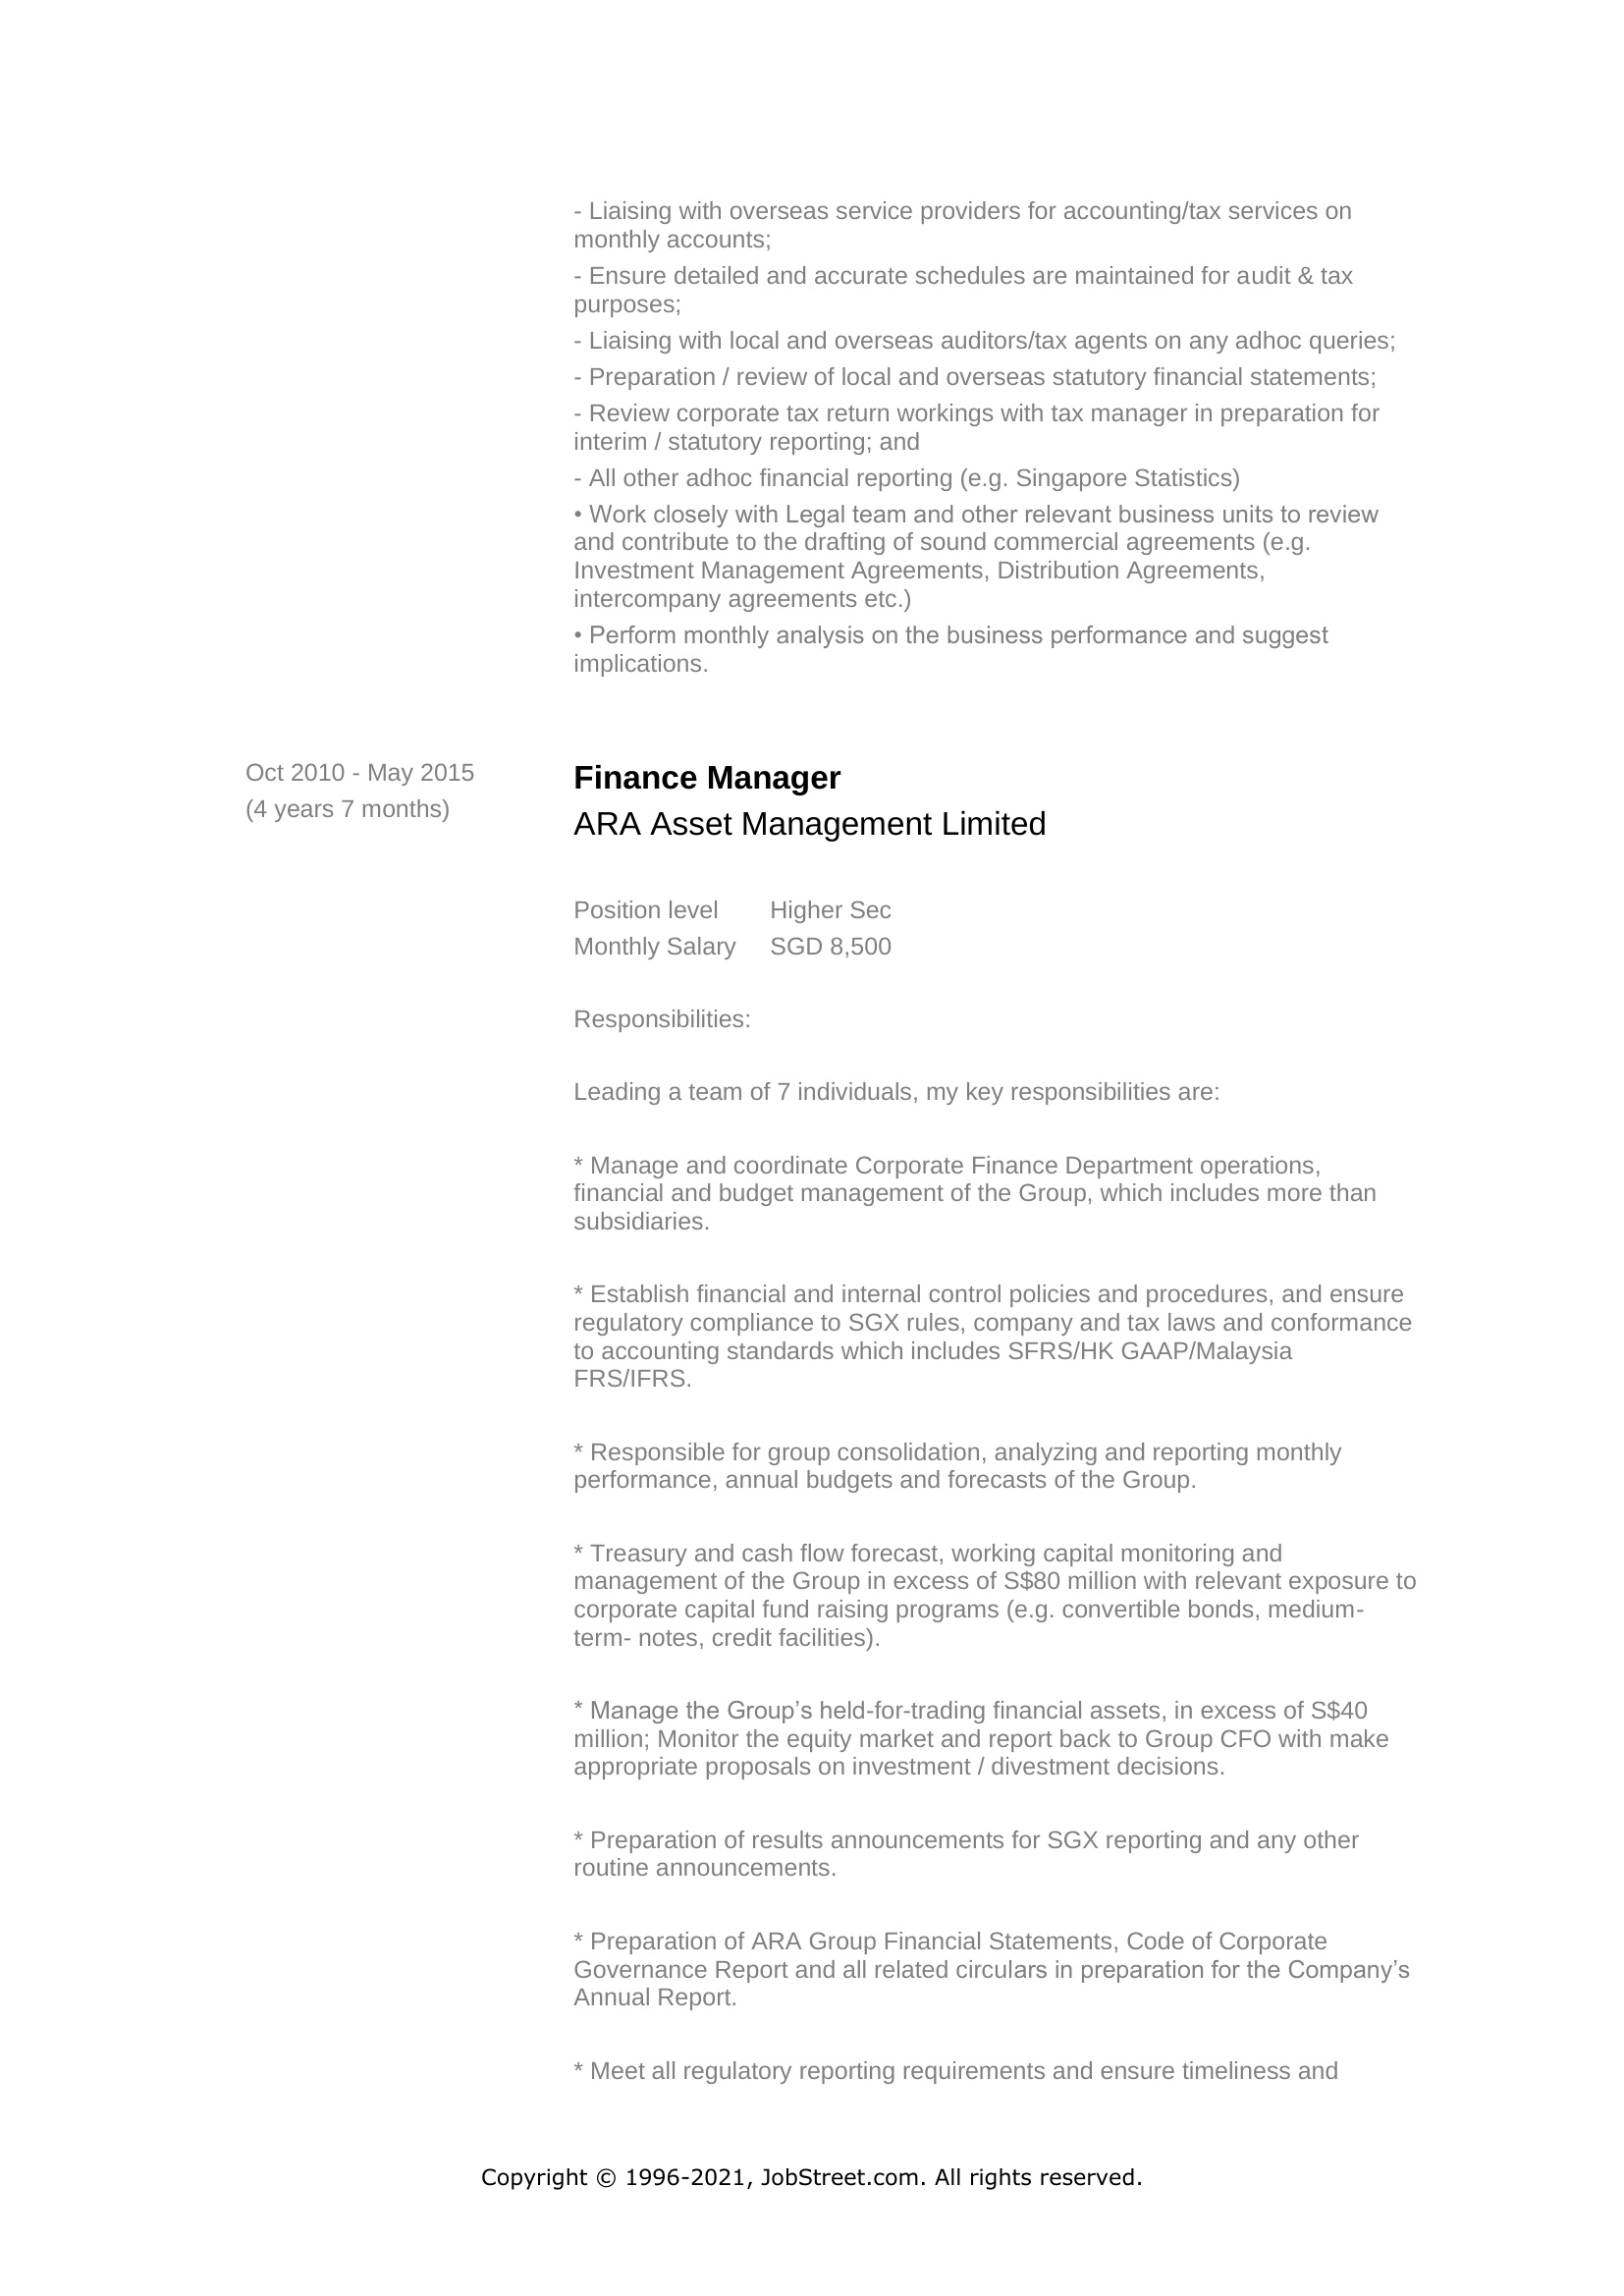 - Liaising with overseas service providers for accounting/tax services on
monthly accounts;
- Ensure detailed and accurate schedules are maintained for audit & tax
purposes;
- Liaising with local and overseas auditors/tax agents on any adhoc queries;
- Preparation / review of local and overseas statutory financial statements;
- Review corporate tax return workings with tax manager in preparation for
interim / statutory reporting; and
- All other adhoc financial reporting (e.g. Singapore Statistics)
• Work closely with Legal team and other relevant business units to review
and contribute to the drafting of sound commercial agreements (e.g.
Investment Management Agreements, Distribution Agreements,
intercompany agreements etc.)
• Perform monthly analysis on the business performance and suggest
implications.
Oct 2010 - May 2015
(4 years 7 months)
Finance Manager
ARA Asset Management Limited
Position level Higher Sec
Monthly Salary SGD 8,500
Responsibilities:
Leading a team of 7 individuals, my key responsibilities are:
* Manage and coordinate Corporate Finance Department operations,
financial and budget management of the Group, which includes more than
subsidiaries.
* Establish financial and internal control policies and procedures, and ensure
regulatory compliance to SGX rules, company and tax laws and conformance
to accounting standards which includes SFRS/HK GAAP/Malaysia
FRS/IFRS.
* Responsible for group consolidation, analyzing and reporting monthly
performance, annual budgets and forecasts of the Group.
* Treasury and cash flow forecast, working capital monitoring and
management of the Group in excess of S$80 million with relevant exposure to
corporate capital fund raising programs (e.g. convertible bonds, medium-
term- notes, credit facilities).
* Manage the Group’s held-for-trading financial assets, in excess of S$40
million; Monitor the equity market and report back to Group CFO with make
appropriate proposals on investment / divestment decisions.
* Preparation of results announcements for SGX reporting and any other
routine announcements.
* Preparation of ARA Group Financial Statements, Code of Corporate
Governance Report and all related circulars in preparation for the Company’s
Annual Report.
* Meet all regulatory reporting requirements and ensure timeliness and
Copyright © 1996-2021, JobStreet.com. All rights reserved.